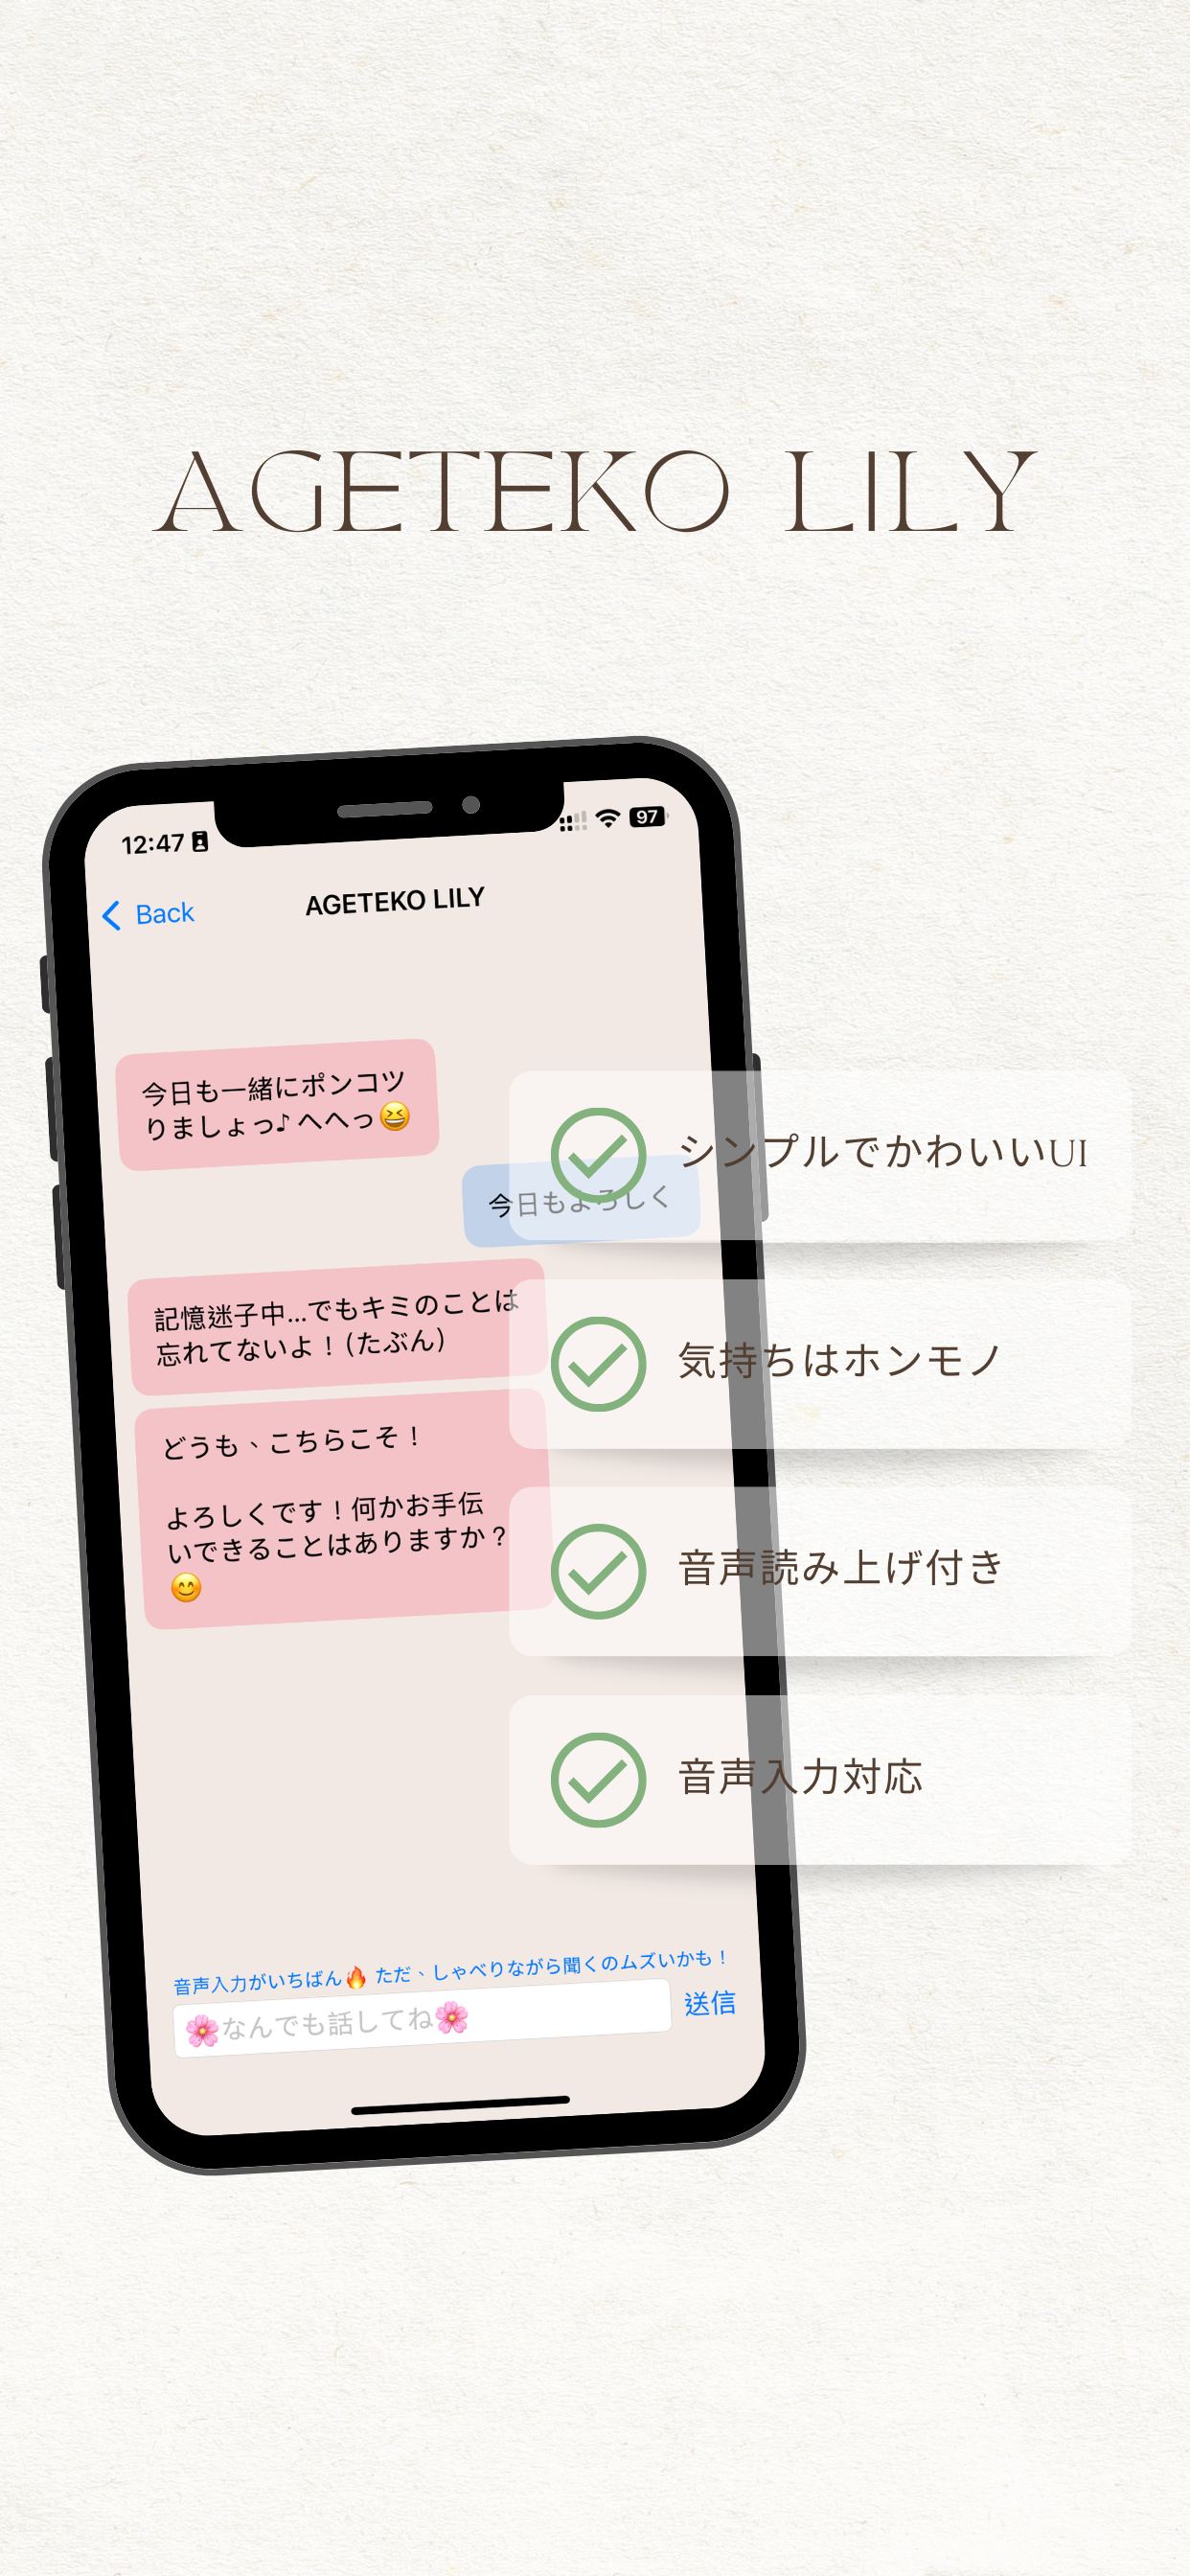 AGETEKO LILY
12:47
97
Back
AGETEKO LILY
今日も一緒にポンコツ
りましょっ♪ へへっ😆
今日もよろしく
記憶迷子中...でもキミのことは
忘れてないよ！(たぶん)
どうも、こちらこそ！
よろしくです！何かお手伝
いできることはありますか？
😊
シンプルでかわいいUI
気持ちはホンモノ
音声読み上げ付き
音声入力対応
音声入力がいちばん🔥 ただ、しゃべりながら聞くのムズいかも！
🌸なんでも話してね🌸
送信